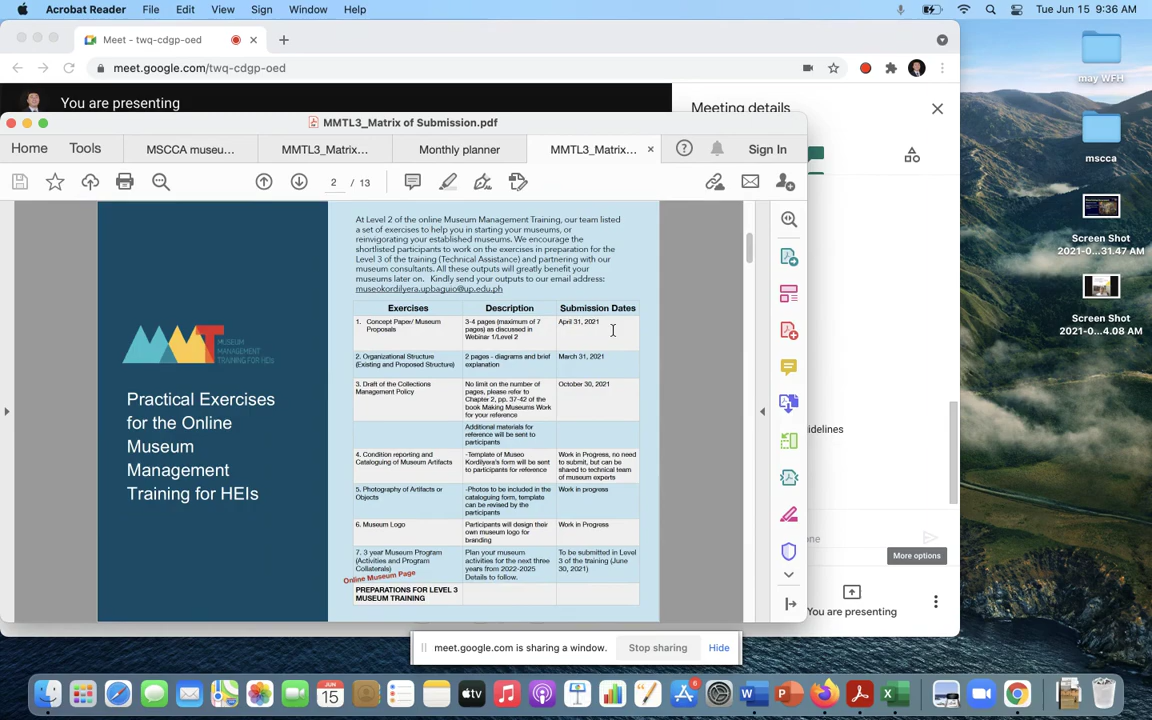 Acrobat Reader File Edit View Sign Window Help
Tue Jun 15 9:36 AM
Meet - twq-cdgp-oed
meet.google.com/twq-cdgp-oed
You are presenting
Meeting details
MMTL3_Matrix of Submission.pdf
Home Tools
MSCCA museu...
MMTL3_Matrix...
Monthly planner
MMTL3_Matrix...
Sign In
2 / 13
MUSEUM
MANAGEMENT
TRAINING FOR HEIs
Practical Exercises
for the Online
Museum
Management
Training for HEIs
At Level 2 of the online Museum Management Training, our team listed
a set of exercises to help you in starting your museums, or
reinvigorating your established museums. We encourage the
shortlisted participants to work on the exercises in preparation for the
Level 3 of the training (Technical Assistance) and partnering with our
museum consultants. All these outputs will greatly benefit your
museums later on. Kindly send your outputs to our email address:
museokordilyera.upbaguio@up.edu.ph
Exercises Description Submission Dates
1. Concept Paper/ Museum
Proposals
3-4 pages (maximum of 7
pages) as discussed in
Webinar 1/Level 2
April 31, 2021
2. Organizational Structure
(Existing and Proposed Structure)
2 pages - diagrams and brief
explanation
March 31, 2021
3. Draft of the Collections
Management Policy
No limit on the number of
pages, please refer to
Chapter 2, pp. 37-42 of the
book Making Museums Work
for your reference
October 30, 2021
Additional materials for
reference will be sent to
participants
4. Condition reporting and
Cataloguing of Museum Artifacts
-Template of Museo
Kordilyera's form will be sent
to participants for reference
Work in Progress, no need
to submit, but can be
shared to technical team
of museum experts
5. Photography of Artifacts or
Objects
-Photos to be included in the
cataloguing form, template
can be revised by the
participants
Work in progress
6. Museum Logo
Participants will design their
own museum logo for
branding
Work in Progress
7. 3 year Museum Program
(Activities and Program
Collaterals)
Online Museum Page
Plan your museum
activities for the next three
years from 2022-2025
Details to follow.
To be submitted in Level
3 of the training (June
30, 2021)
PREPARATIONS FOR LEVEL 3
MUSEUM TRAINING
idelines
one
More options
You are presenting
meet.google.com is sharing a window.
Stop sharing
Hide
may WFH
mscca
Screen Shot
2021-0...31.47 AM
Screen Shot
2021-0...4.08 AM
JUN
15
tv
6